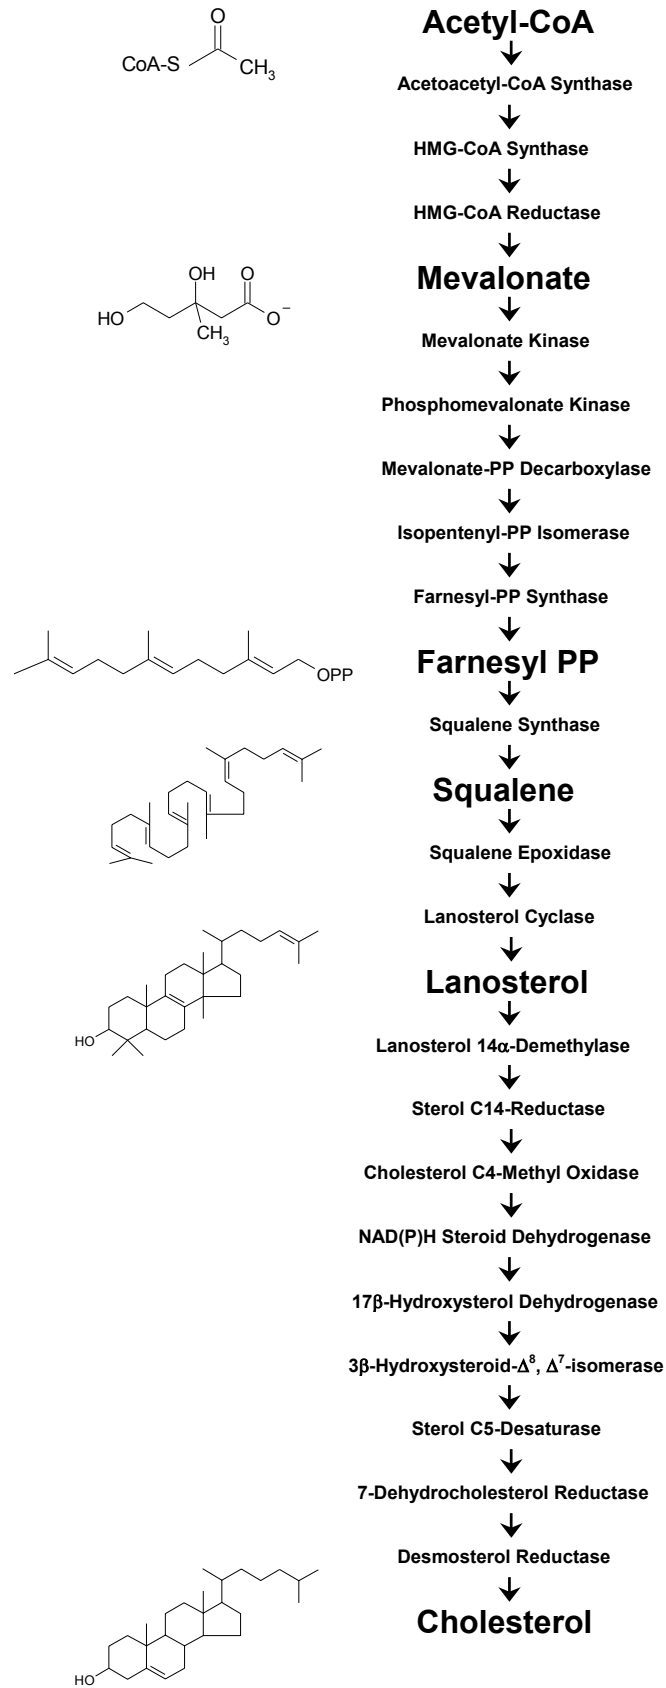 Acetyl-CoA
O
CoA-S
CH3
Acetoacetyl-CoA Synthase
HMG-CoA Synthase
HMG-CoA Reductase
Mevalonate
OH
O
HO
O−
CH3
Mevalonate Kinase
Phosphomevalonate Kinase
Mevalonate-PP Decarboxylase
Isopentenyl-PP Isomerase
Farnesyl-PP Synthase
Farnesyl PP
OPP
Squalene Synthase
Squalene
Squalene Epoxidase
Lanosterol Cyclase
Lanosterol
HO
Lanosterol 14α-Demethylase
Sterol C14-Reductase
Cholesterol C4-Methyl Oxidase
NAD(P)H Steroid Dehydrogenase
17β-Hydroxysterol Dehydrogenase
3β-Hydroxysteroid-Δ8, Δ7-isomerase
Sterol C5-Desaturase
7-Dehydrocholesterol Reductase
Desmosterol Reductase
Cholesterol
HO